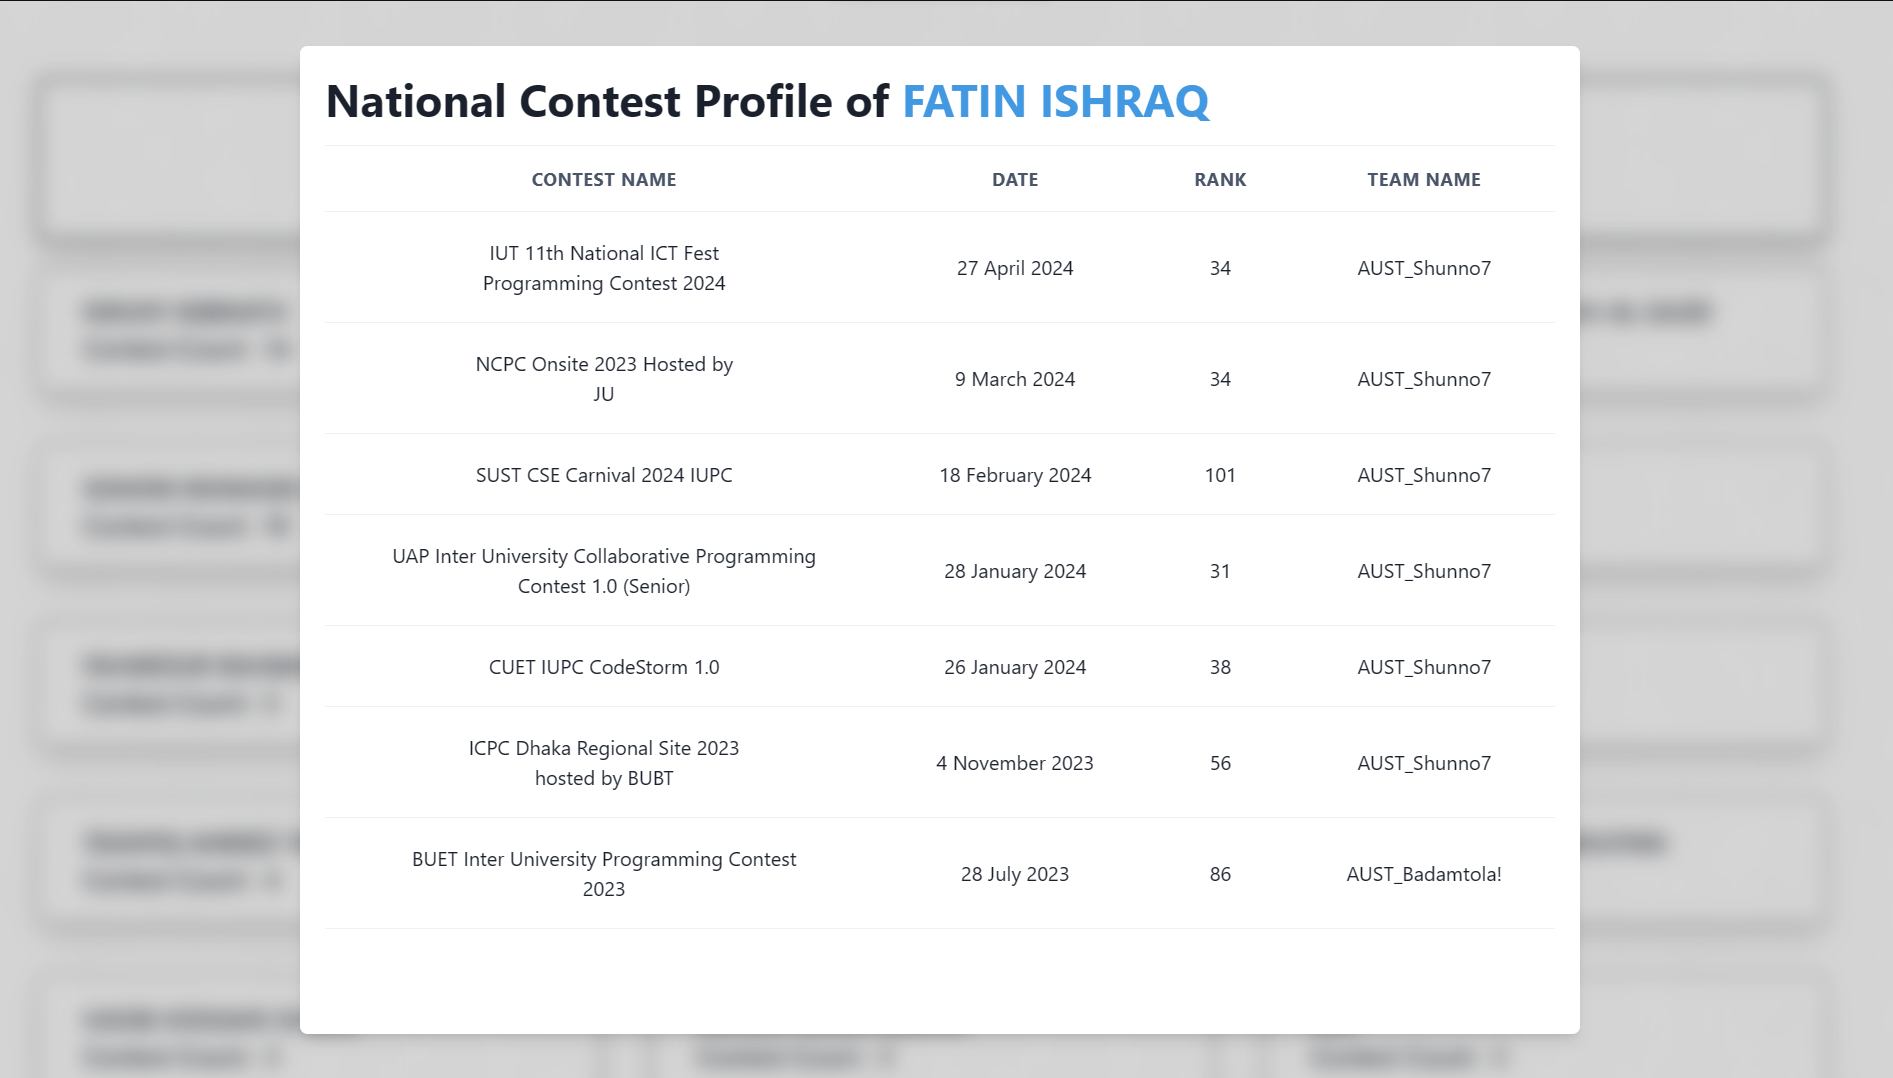 National Contest Profile of FATIN ISHRAQ
CONTEST NAME DATE RANK TEAM NAME
IUT 11th National ICT Fest
Programming Contest 2024
27 April 2024 34 AUST_Shunno7
NCPC Onsite 2023 Hosted by
JU
9 March 2024 34 AUST_Shunno7
SUST CSE Carnival 2024 IUPC 18 February 2024 101 AUST_Shunno7
UAP Inter University Collaborative Programming
Contest 1.0 (Senior)
28 January 2024 31 AUST_Shunno7
CUET IUPC CodeStorm 1.0 26 January 2024 38 AUST_Shunno7
ICPC Dhaka Regional Site 2023
hosted by BUBT
4 November 2023 56 AUST_Shunno7
BUET Inter University Programming Contest
2023
28 July 2023 86 AUST_Badamtola!